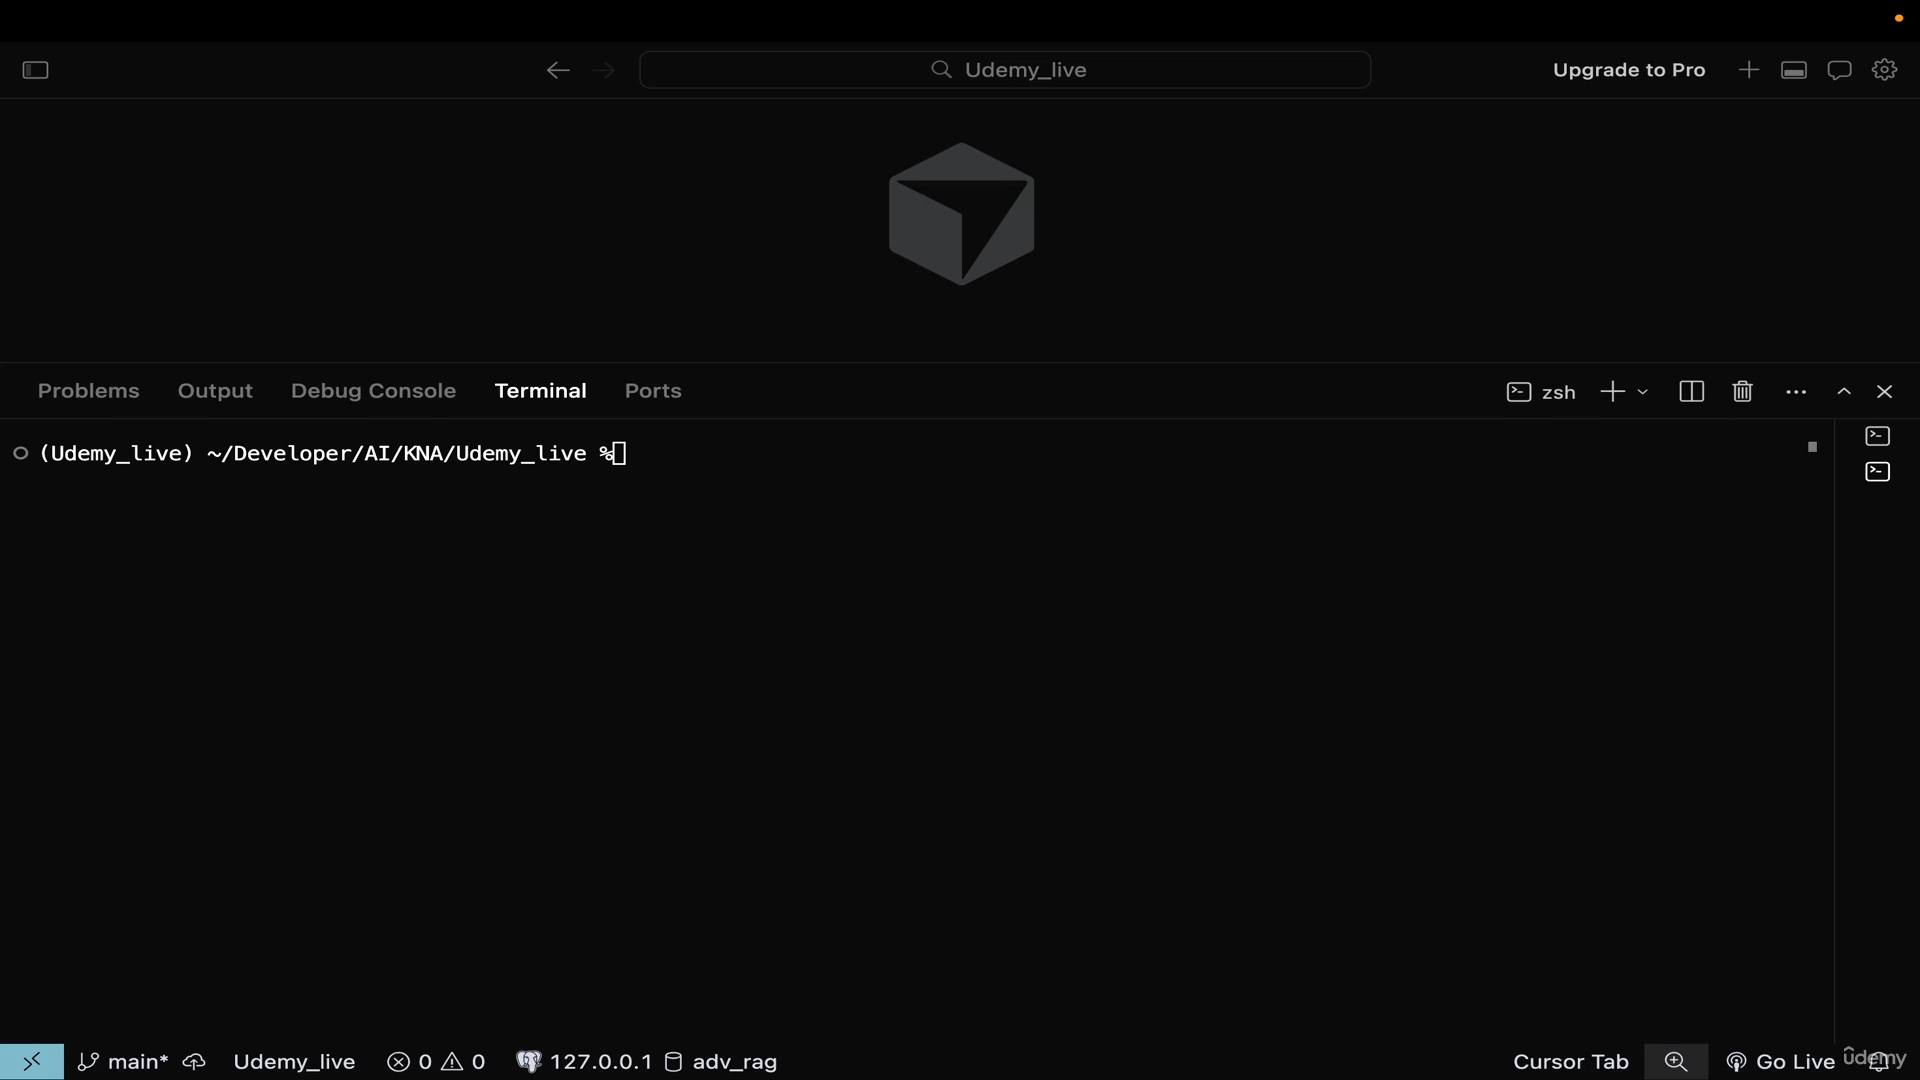 Udemy_live
Upgrade to Pro
Problems Output Debug Console Terminal Ports
zsh
(Udemy_live) ~/Developer/AI/KNA/Udemy_live %
main* Udemy_live 0 0 127.0.0.1 adv_rag Cursor Tab Go Live
ûdemy